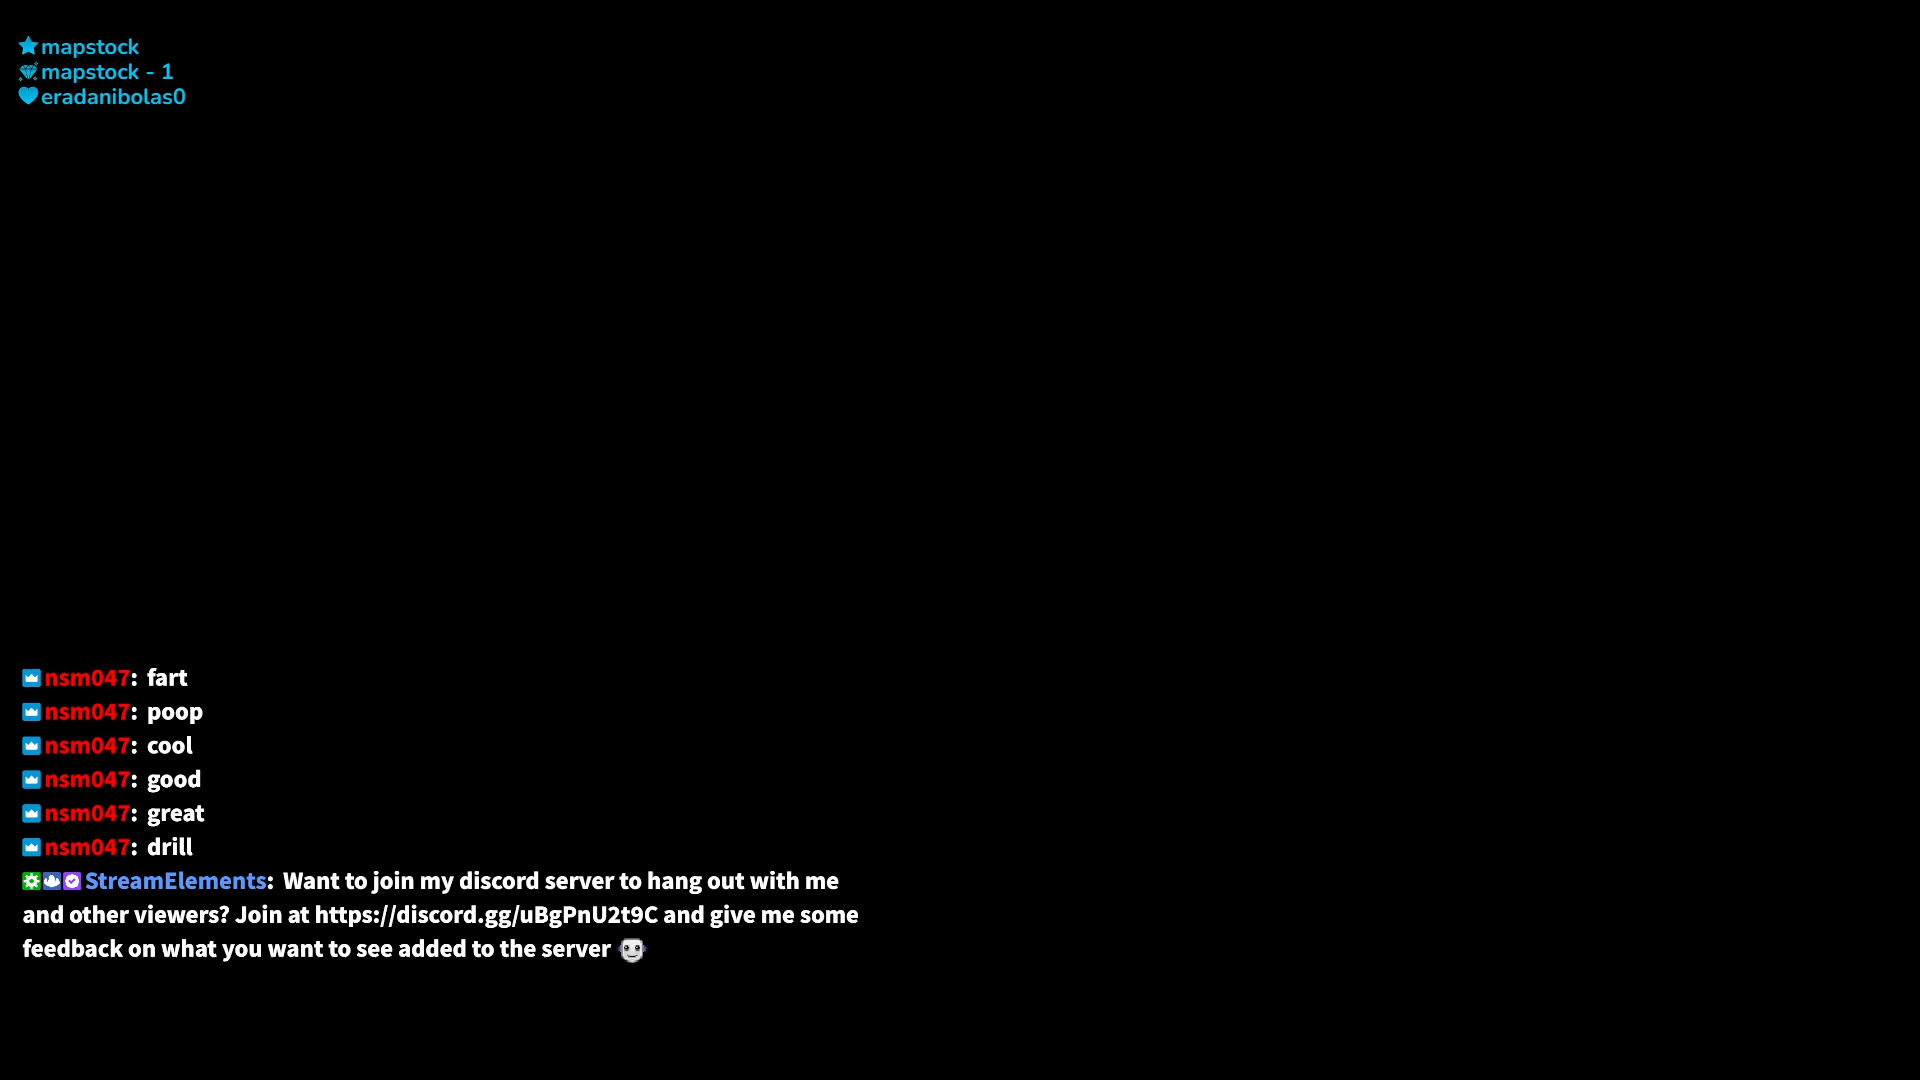 mapstock
mapstock - 1
eradanibolas0
nsm047: fart
nsm047: poop
nsm047: cool
nsm047: good
nsm047: great
nsm047: drill
StreamElements: Want to join my discord server to hang out with me
and other viewers? Join at https://discord.gg/uBgPnU2t9C and give me some
feedback on what you want to see added to the server